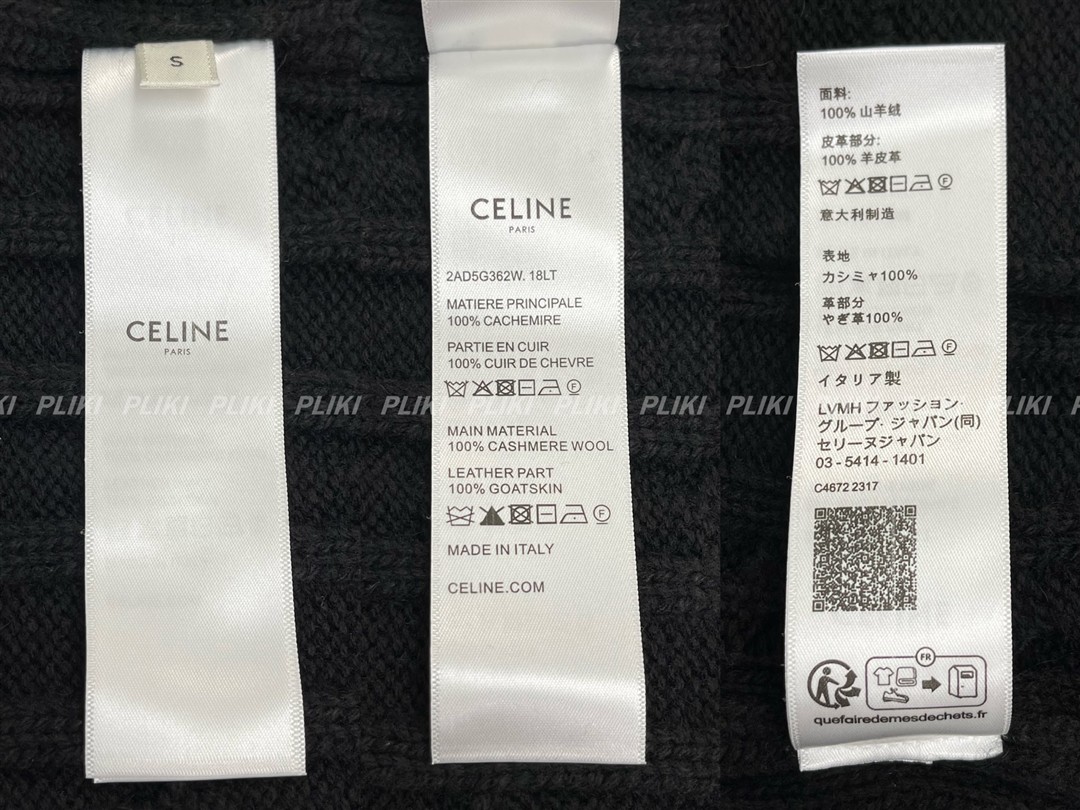 S
CELINE
PARIS
CELINE
PARIS
2AD5G362W. 18LT
MATIERE PRINCIPALE
100% CACHEMIRE
PARTIE EN CUIR
100% CUIR DE CHEVRE
F
MAIN MATERIAL
100% CASHMERE WOOL
LEATHER PART
100% GOATSKIN
F
MADE IN ITALY
CELINE.COM
面料:
100% 山羊绒
皮革部分:
100% 羊皮革
F
意大利制造
表地
カシミャ100%
革部分
やぎ革100%
F
イタリア製
LVMH ファッション·
グループ· ジャパン(同)
セリーヌジャパン
03 - 5414 - 1401
C4672 2317
FR
quefairedemesdechets.fr
PLIKI PLIKI PLIKI PLIKI PLIKI PLIKI PLIKI PLIKI PLIKI PLIKI PLIKI PLIKI